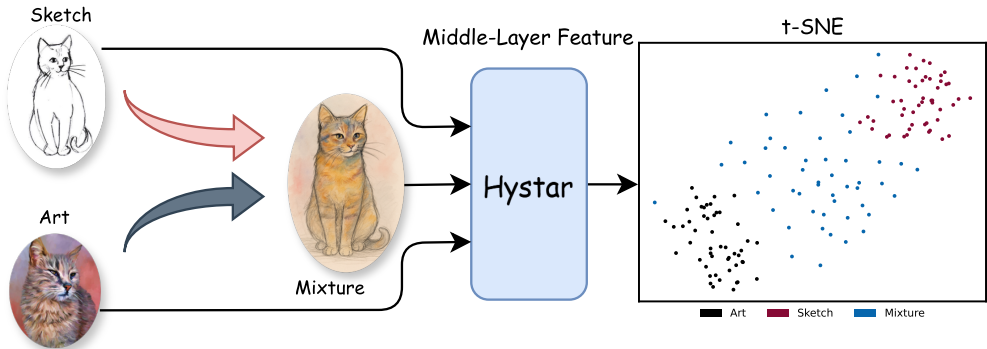 Sketch
Art
Mixture
Middle-Layer Feature
Hystar
t-SNE
Art Sketch Mixture